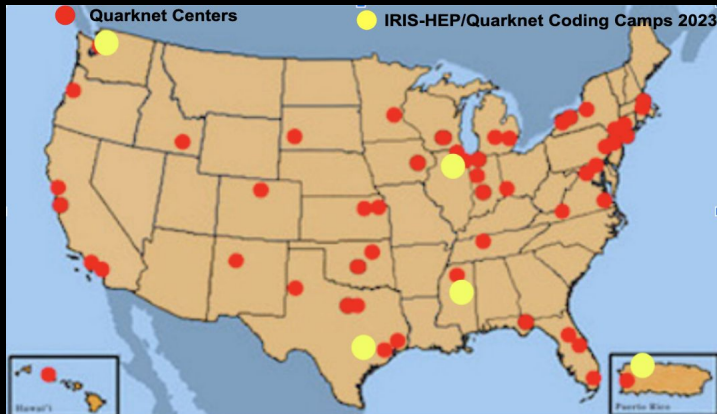 Quarknet Centers
IRIS-HEP/Quarknet Coding Camps 2023
Hawai'i
Puerto Rico